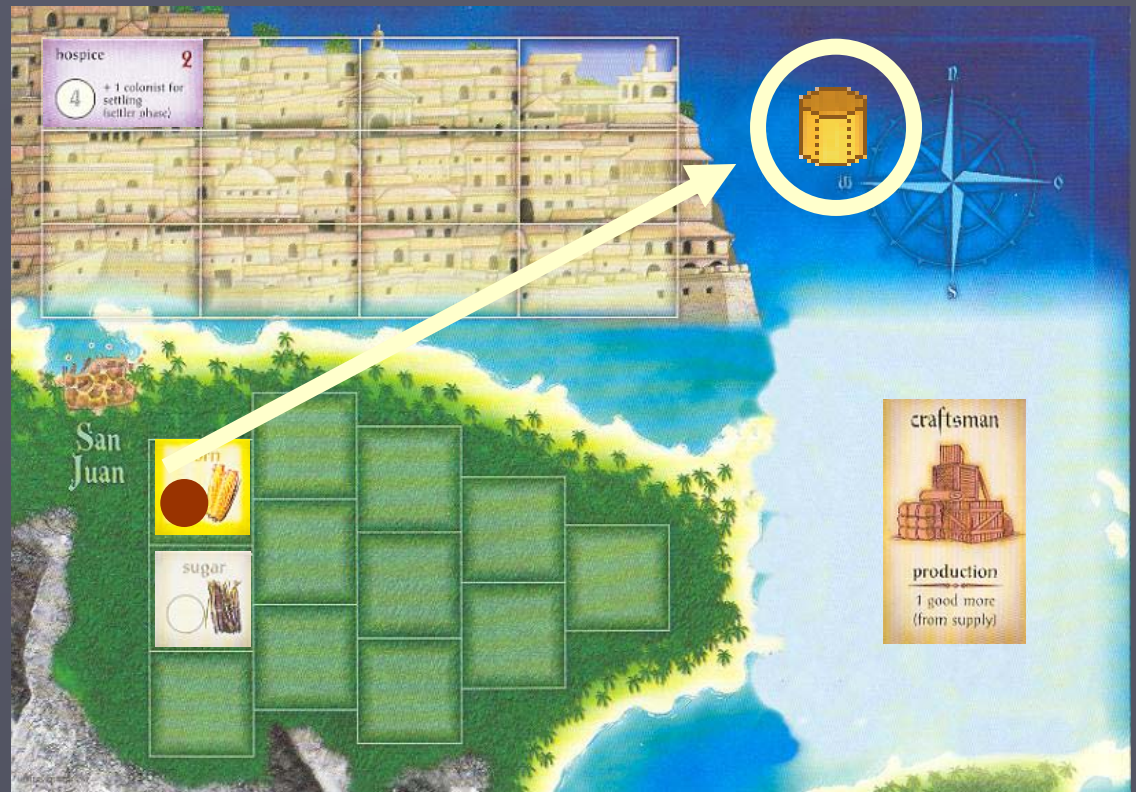 hospice 2
4
+ 1 colonist for
settling
(settler phase)
n
w o
s
San
Juan
sugar
craftsman
production
1 good more
(from supply)